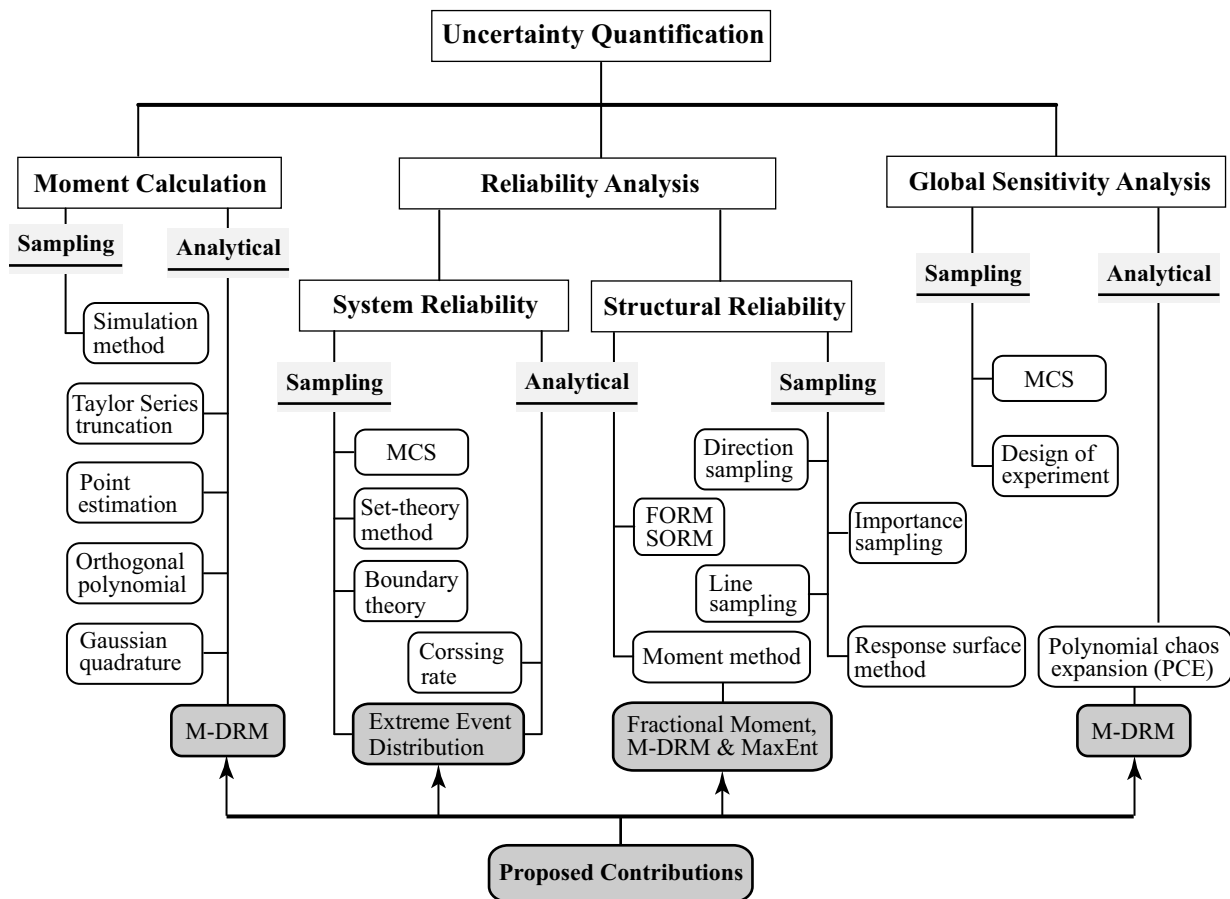 Uncertainty Quantification
Moment Calculation
Reliability Analysis
Global Sensitivity Analysis
Sampling
Analytical
Simulation
method
Taylor Series
truncation
Point
estimation
Orthogonal
polynomial
Gaussian
quadrature
M-DRM
System Reliability
Sampling
Analytical
MCS
Set-theory
method
Boundary
theory
Corssing
rate
Extreme Event
Distribution
Structural Reliability
Analytical
Sampling
Direction
sampling
FORM
SORM
Importance
sampling
Line
sampling
Moment method
Response surface
method
Fractional Moment,
M-DRM & MaxEnt
Sampling
Analytical
MCS
Design of
experiment
Polynomial chaos
expansion (PCE)
M-DRM
Proposed Contributions